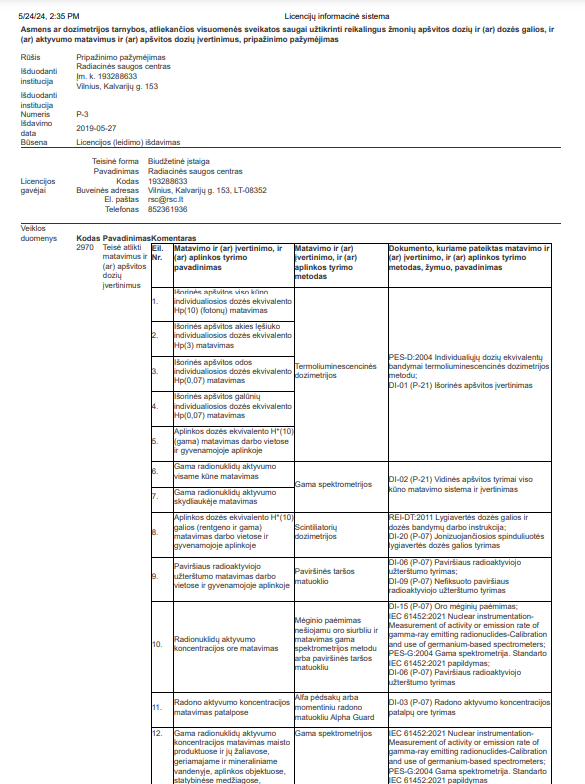 5/24/24, 2:35 PM
Licencijų informacinė sistema
Asmens ar dozimetrijos tarnybos, atliekančios visuomenės sveikatos saugai užtikrinti reikalingus žmonių apšvitos dozių ir (ar) dozės galios, ir
(ar) aktyvumo matavimus ir (ar) apšvitos dozių įvertinimus, pripažinimo pažymėjimas
Rūšis Pripažinimo pažymėjimas
Išduodanti institucija
Radiacinės saugos centras
Įm. k. 193288633
Vilnius, Kalvarijų g. 153
Išduodanti
institucija
Numeris P-3
Išdavimo
data
2019-05-27
Būsena Licencijos (leidimo) išdavimas
Licencijos
gavėjai
Teisinė forma Biudžetinė įstaiga
Pavadinimas Radiacinės saugos centras
Kodas 193288633
Buveinės adresas Vilnius, Kalvarijų g. 153, LT-08352
El. paštas rsc@rsc.lt
Telefonas 852361936
Veiklos
duomenys
Kodas Pavadinimas Komentaras
2970
Teisė atlikti
matavimus ir
(ar) apšvitos
dozių
įvertinimus
Eil.
Nr.
Matavimo ir (ar) įvertinimo, ir
(ar) aplinkos tyrimo
pavadinimas
Matavimo ir (ar)
įvertinimo, ir (ar)
aplinkos tyrimo
metodas
Dokumento, kuriame pateiktas matavimo ir
(ar) įvertinimo, ir (ar) aplinkos tyrimo
metodas, žymuo, pavadinimas
1.
Išorinės apšvitos viso kūno
individualiosios dozės ekvivalento
Hp(10) (fotonų) matavimas
2.
Išorinės apšvitos akies lęšiuko
individualiosios dozės ekvivalento
Hp(3) matavimas
3.
Išorinės apšvitos odos
individualiosios dozės ekvivalento
Hp(0,07) matavimas
4.
Išorinės apšvitos galūnių
individualiosios dozės ekvivalento
Hp(0,07) matavimas
5.
Aplinkos dozės ekvivalento H*(10)
(gama) matavimas darbo vietose
ir gyvenamojoje aplinkoje
Termoliuminescencinės
dozimetrijos
PES-D:2004 Individualiųjų dozių ekvivalentų
bandymai termoliuminescencinės dozimetrijos
metodu;
DI-01 (P-21) Išorinės apšvitos įvertinimas
6.
Gama radionuklidų aktyvumo
visame kūne matavimas
7.
Gama radionuklidų aktyvumo
skydliaukėje matavimas
Gama spektrometrijos
DI-02 (P-21) Vidinės apšvitos tyrimai viso
kūno matavimo sistema ir įvertinimas
8.
Aplinkos dozės ekvivalento H*(10)
galios (rentgeno ir gama)
matavimas darbo vietose ir
gyvenamojoje aplinkoje
Scintiliatorių
dozimetrijos
REI-DT:2011 Lygiavertės dozės galios ir
dozės bandymų darbo instrukcija;
DI-20 (P-07) Jonizuojančiosios spinduliuotės
lygiavertės dozės galios tyrimas
9.
Paviršiaus radioaktyviojo
užterštumo matavimas darbo
vietose ir gyvenamojoje aplinkoje
Paviršinės taršos
matuoklio
DI-06 (P-07) Paviršiaus radioaktyviojo
užterštumo tyrimas;
DI-09 (P-07) Nefiksuoto paviršiaus
radioaktyviojo užterštumo tyrimas
10.
Radionuklidų aktyvumo
koncentracijos ore matavimas
Mėginio paėmimas
nešiojamu oro siurbliu ir
matavimas gama
spektrometrijos metodu
arba paviršinės taršos
matuokliu
DI-15 (P-07) Oro mėginių paėmimas;
IEC 61452:2021 Nuclear instrumentation-
Measurement of activity or emission rate of
gamma-ray emitting radionuclides-Calibration
and use of germanium-based spectrometers;
PES-G:2004 Gama spektrometrija. Standarto
IEC 61452:2021 papildymas;
DI-06 (P-07) Paviršiaus radioaktyviojo
užterštumo tyrimas
11.
Radono aktyvumo koncentracijos
matavimas patalpose
Alfa pėdsakų arba
momentiniu radono
matuokliu Alpha Guard
DI-03 (P-07) Radono aktyvumo koncentracijos
patalpų ore tyrimas
12.
Gama radionuklidų aktyvumo
koncentracijos matavimas maisto
produktuose ir jų žaliavose,
geriamajame ir mineraliniame
vandenyje, aplinkos objektuose,
statybinėse medžiagose,
Gama spektrometrijos
IEC 61452:2021 Nuclear instrumentation-
Measurement of activity or emission rate of
gamma-ray emitting radionuclides-Calibration
and use of germanium-based spectrometers;
PES-G:2004 Gama spektrometrija. Standarto
IEC 61452:2021 papildymas